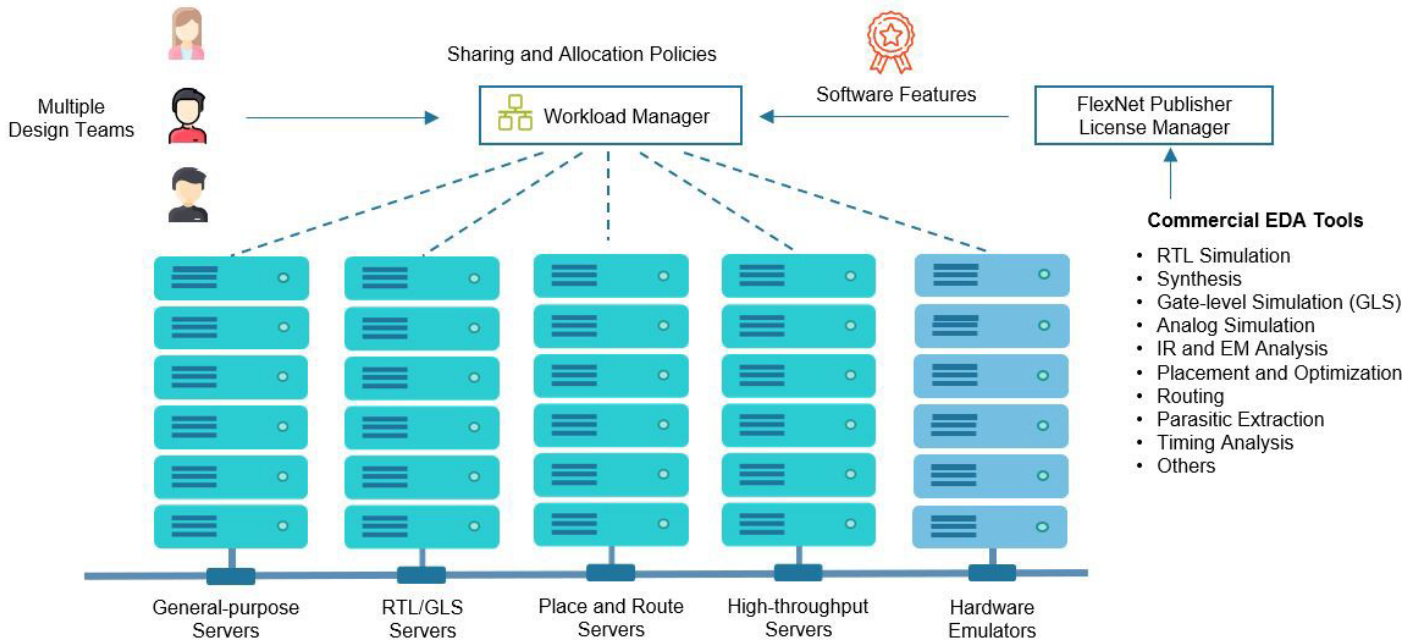 Sharing and Allocation Policies
Multiple
Design Teams
Workload Manager
Software Features
FlexNet Publisher
License Manager
Commercial EDA Tools
• RTL Simulation
• Synthesis
• Gate-level Simulation (GLS)
• Analog Simulation
• IR and EM Analysis
• Placement and Optimization
• Routing
• Parasitic Extraction
• Timing Analysis
• Others
General-purpose
Servers
RTL/GLS
Servers
Place and Route
Servers
High-throughput
Servers
Hardware
Emulators